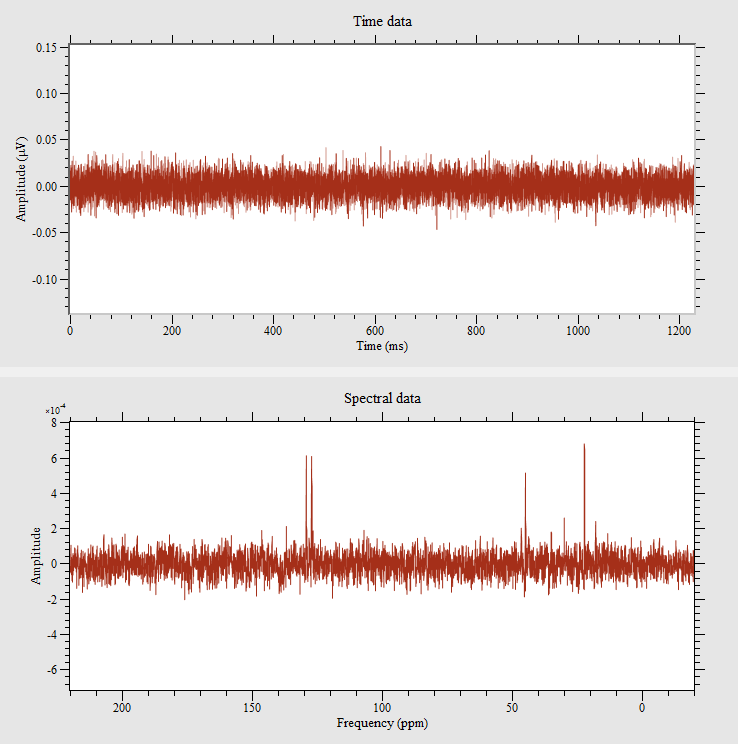 Time data
0.15
0.10
0.05
0.00
-0.05
-0.10
Amplitude (µV)
0 200 400 600 800 1000 1200
Time (ms)
Spectral data
×10⁻⁴
8
6
4
2
0
-2
-4
-6
Amplitude
200 150 100 50 0
Frequency (ppm)